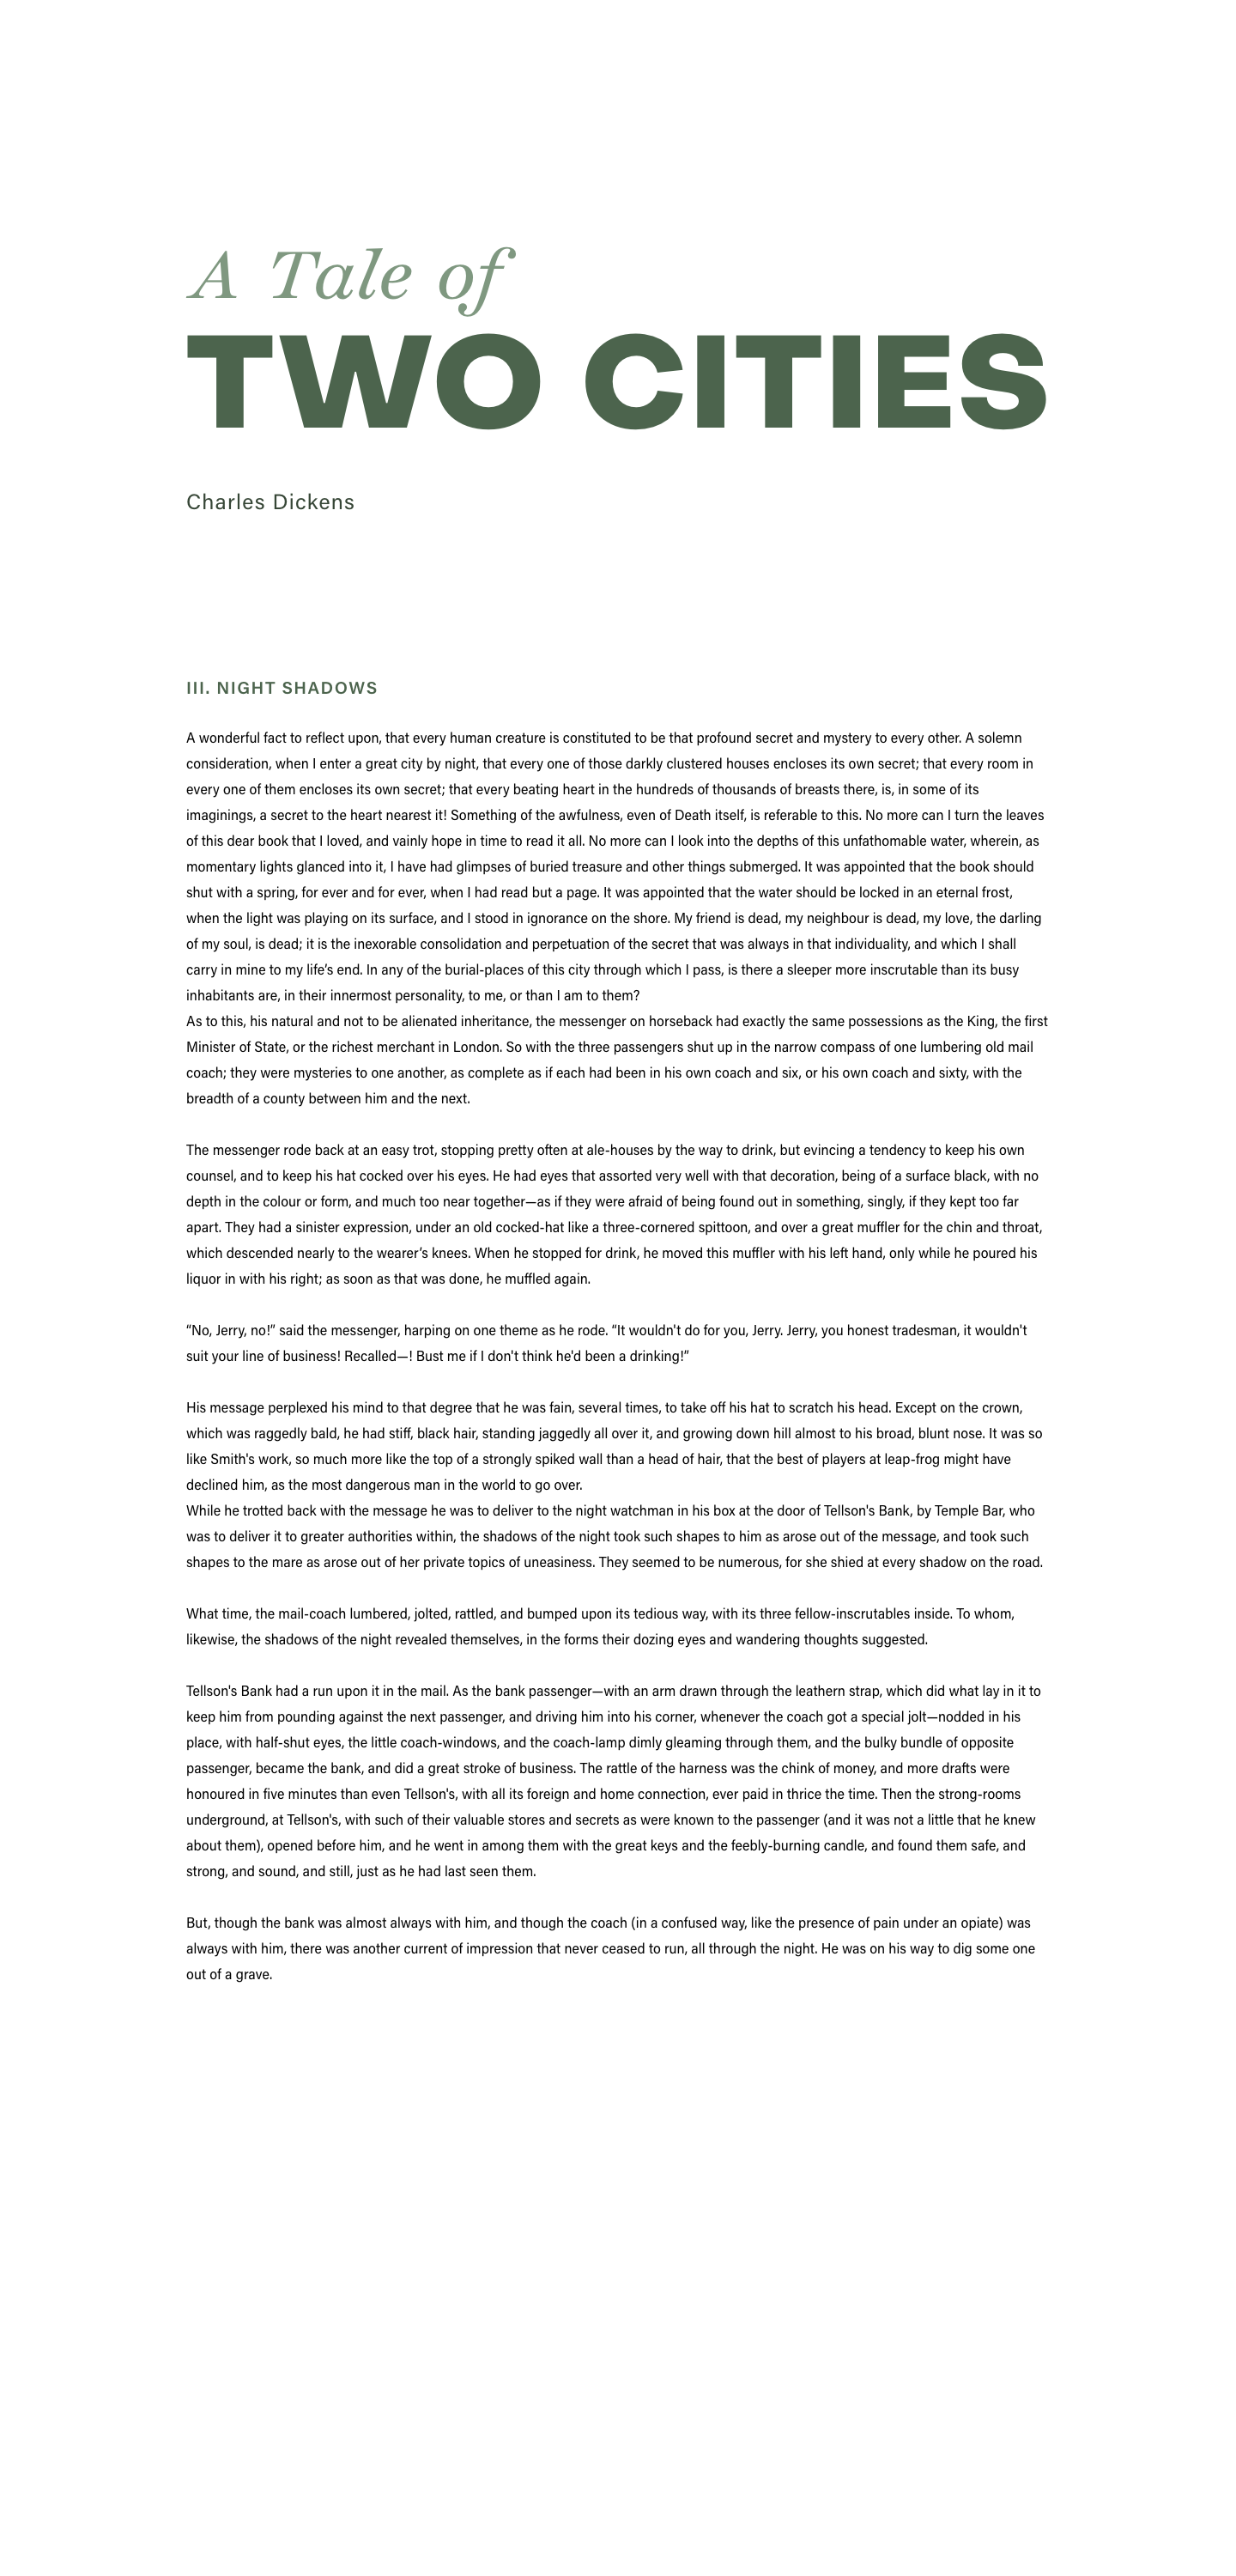 A Tale of
TWO CITIES
Charles Dickens
III. NIGHT SHADOWS
A wonderful fact to reflect upon, that every human creature is constituted to be that profound secret and mystery to every other. A solemn
consideration, when I enter a great city by night, that every one of those darkly clustered houses encloses its own secret; that every room in
every one of them encloses its own secret; that every beating heart in the hundreds of thousands of breasts there, is, in some of its
imaginings, a secret to the heart nearest it! Something of the awfulness, even of Death itself, is referable to this. No more can I turn the leaves
of this dear book that I loved, and vainly hope in time to read it all. No more can I look into the depths of this unfathomable water, wherein, as
momentary lights glanced into it, I have had glimpses of buried treasure and other things submerged. It was appointed that the book should
shut with a spring, for ever and for ever, when I had read but a page. It was appointed that the water should be locked in an eternal frost,
when the light was playing on its surface, and I stood in ignorance on the shore. My friend is dead, my neighbour is dead, my love, the darling
of my soul, is dead; it is the inexorable consolidation and perpetuation of the secret that was always in that individuality, and which I shall
carry in mine to my life’s end. In any of the burial-places of this city through which I pass, is there a sleeper more inscrutable than its busy
inhabitants are, in their innermost personality, to me, or than I am to them?
As to this, his natural and not to be alienated inheritance, the messenger on horseback had exactly the same possessions as the King, the first
Minister of State, or the richest merchant in London. So with the three passengers shut up in the narrow compass of one lumbering old mail
coach; they were mysteries to one another, as complete as if each had been in his own coach and six, or his own coach and sixty, with the
breadth of a county between him and the next.
The messenger rode back at an easy trot, stopping pretty often at ale-houses by the way to drink, but evincing a tendency to keep his own
counsel, and to keep his hat cocked over his eyes. He had eyes that assorted very well with that decoration, being of a surface black, with no
depth in the colour or form, and much too near together—as if they were afraid of being found out in something, singly, if they kept too far
apart. They had a sinister expression, under an old cocked-hat like a three-cornered spittoon, and over a great muffler for the chin and throat,
which descended nearly to the wearer’s knees. When he stopped for drink, he moved this muffler with his left hand, only while he poured his
liquor in with his right; as soon as that was done, he muffled again.
“No, Jerry, no!” said the messenger, harping on one theme as he rode. “It wouldn't do for you, Jerry. Jerry, you honest tradesman, it wouldn't
suit your line of business! Recalled—! Bust me if I don't think he'd been a drinking!”
His message perplexed his mind to that degree that he was fain, several times, to take off his hat to scratch his head. Except on the crown,
which was raggedly bald, he had stiff, black hair, standing jaggedly all over it, and growing down hill almost to his broad, blunt nose. It was so
like Smith's work, so much more like the top of a strongly spiked wall than a head of hair, that the best of players at leap-frog might have
declined him, as the most dangerous man in the world to go over.
While he trotted back with the message he was to deliver to the night watchman in his box at the door of Tellson's Bank, by Temple Bar, who
was to deliver it to greater authorities within, the shadows of the night took such shapes to him as arose out of the message, and took such
shapes to the mare as arose out of her private topics of uneasiness. They seemed to be numerous, for she shied at every shadow on the road.
What time, the mail-coach lumbered, jolted, rattled, and bumped upon its tedious way, with its three fellow-inscrutables inside. To whom,
likewise, the shadows of the night revealed themselves, in the forms their dozing eyes and wandering thoughts suggested.
Tellson's Bank had a run upon it in the mail. As the bank passenger—with an arm drawn through the leathern strap, which did what lay in it to
keep him from pounding against the next passenger, and driving him into his corner, whenever the coach got a special jolt—nodded in his
place, with half-shut eyes, the little coach-windows, and the coach-lamp dimly gleaming through them, and the bulky bundle of opposite
passenger, became the bank, and did a great stroke of business. The rattle of the harness was the chink of money, and more drafts were
honoured in five minutes than even Tellson's, with all its foreign and home connection, ever paid in thrice the time. Then the strong-rooms
underground, at Tellson's, with such of their valuable stores and secrets as were known to the passenger (and it was not a little that he knew
about them), opened before him, and he went in among them with the great keys and the feebly-burning candle, and found them safe, and
strong, and sound, and still, just as he had last seen them.
But, though the bank was almost always with him, and though the coach (in a confused way, like the presence of pain under an opiate) was
always with him, there was another current of impression that never ceased to run, all through the night. He was on his way to dig some one
out of a grave.